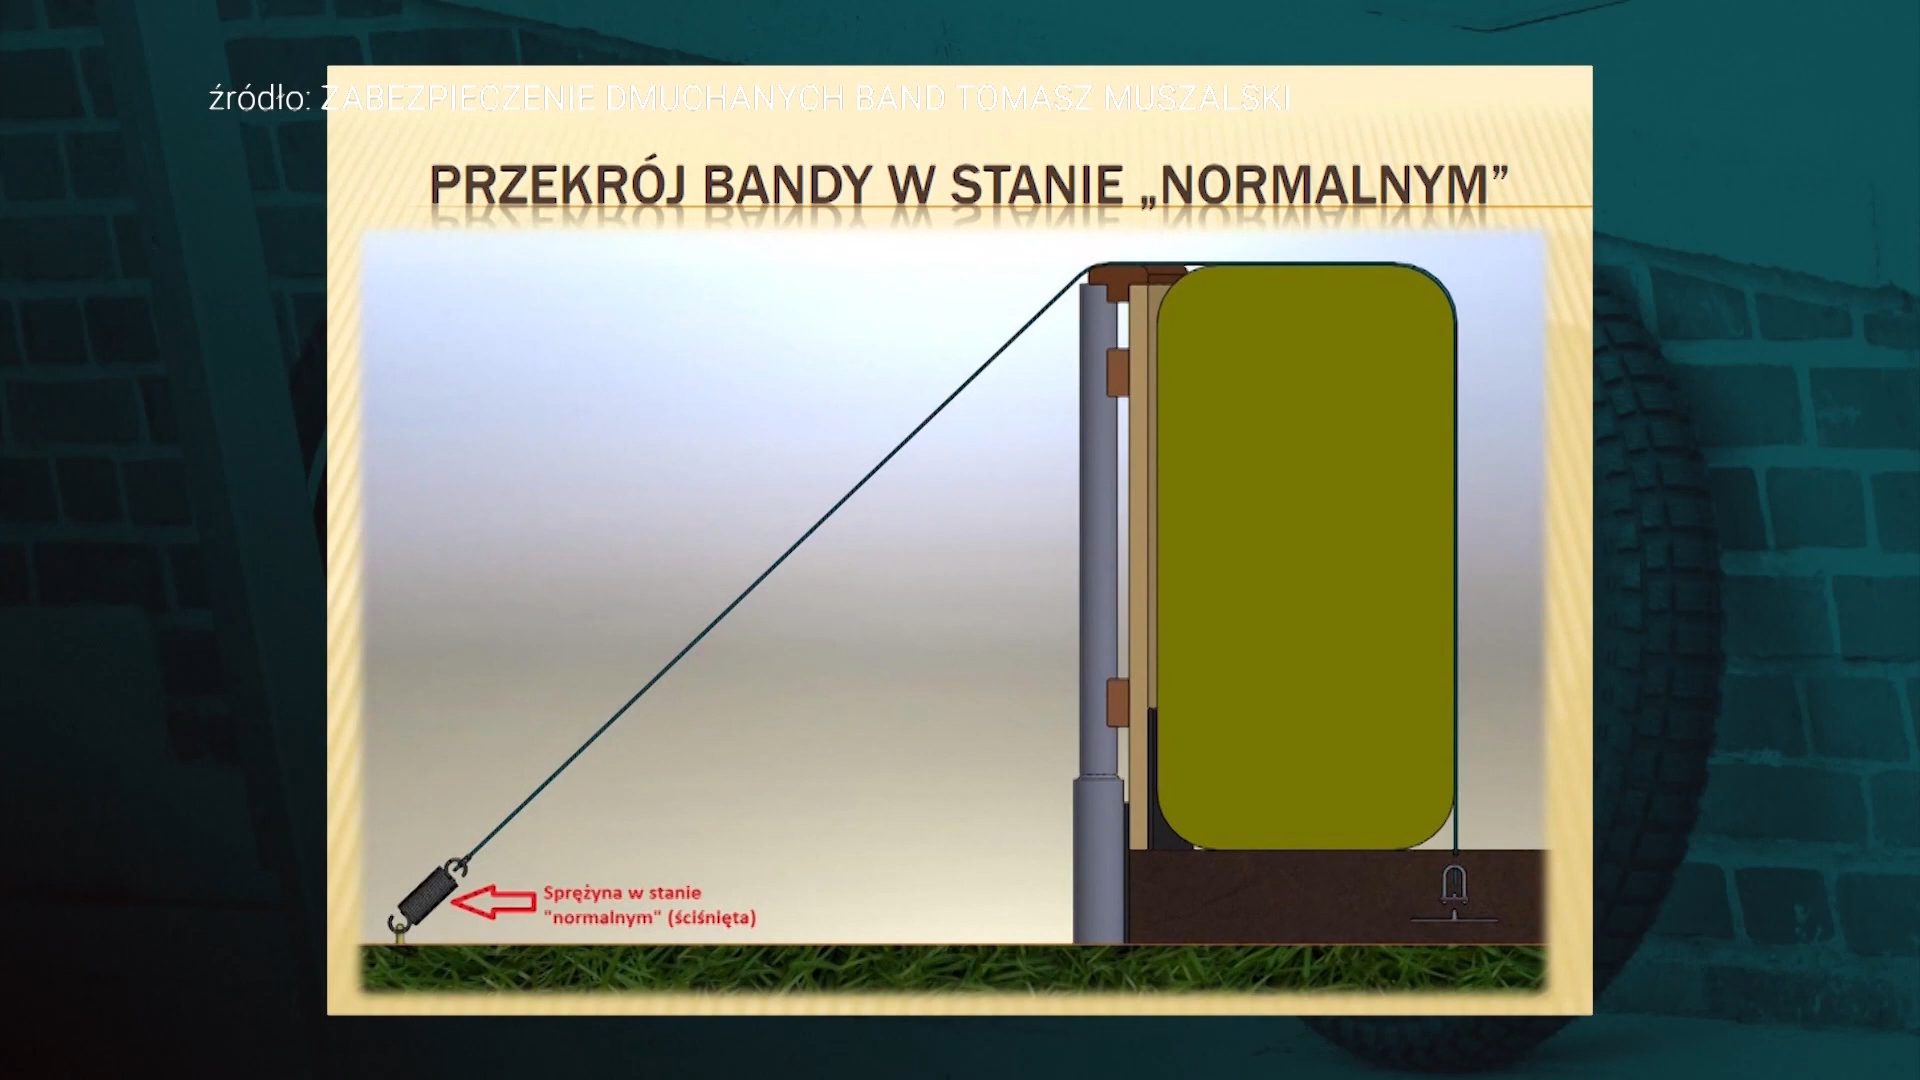 źródło: ZABEZPIECZENIE DMUCHANYCH BAND TOMASZ MUSZALSKI
PRZEKRÓJ BANDY W STANIE „NORMALNYM”
Sprężyna w stanie
"normalnym" (ściśnięta)